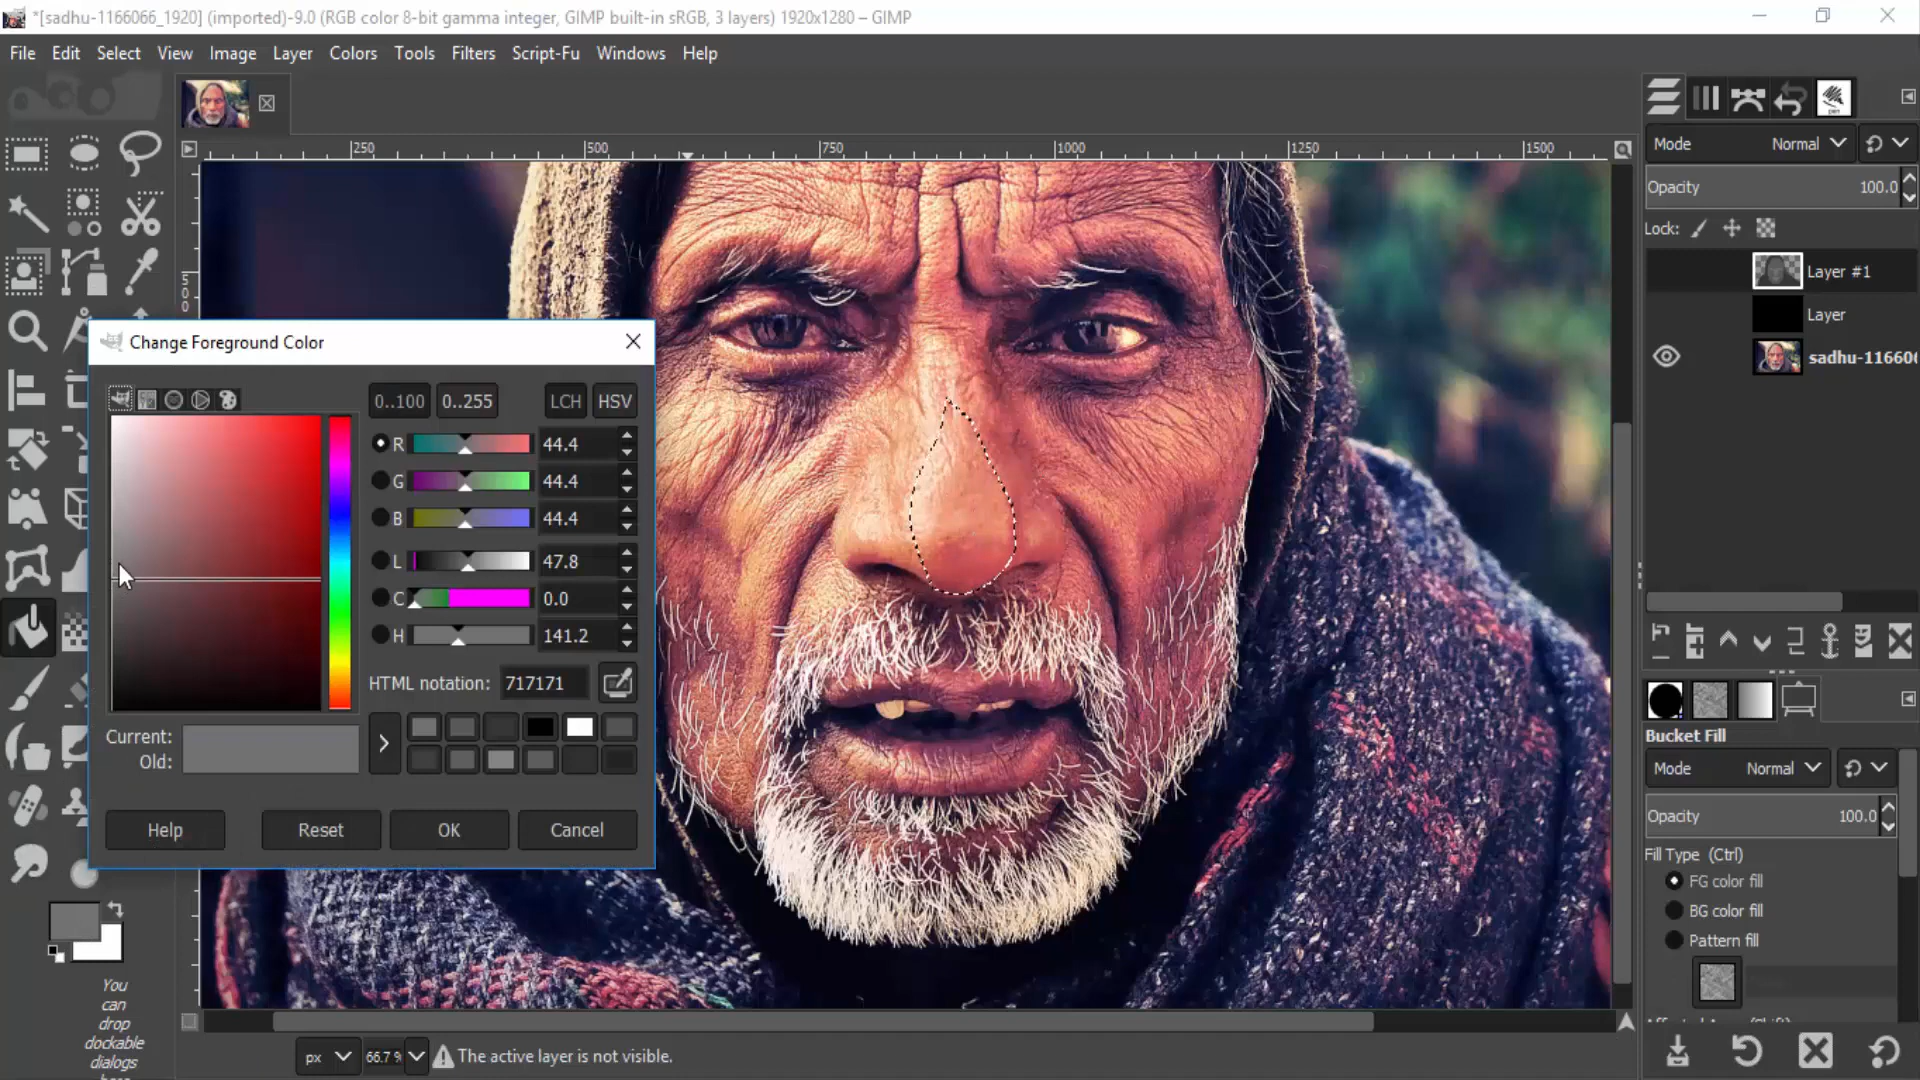 *[sadhu-1166066_1920] (imported)-9.0 (RGB color 8-bit gamma integer, GIMP built-in sRGB, 3 layers) 1920x1280 – GIMP
File Edit Select View Image Layer Colors Tools Filters Script-Fu Windows Help
250 500 750 1000 1250 1500
500
Mode Normal
Opacity 100.0
Lock:
Layer #1
Layer
sadhu-116606
Change Foreground Color
0..100 0..255 LCH HSV
R 44.4
G 44.4
B 44.4
L 47.8
C 0.0
H 141.2
HTML notation: 717171
Current:
Old:
Help Reset OK Cancel
Bucket Fill
Mode Normal
Opacity 100.0
Fill Type (Ctrl)
FG color fill
BG color fill
Pattern fill
You
can
drop
dockable
dialogs
px 66.7 % The active layer is not visible.